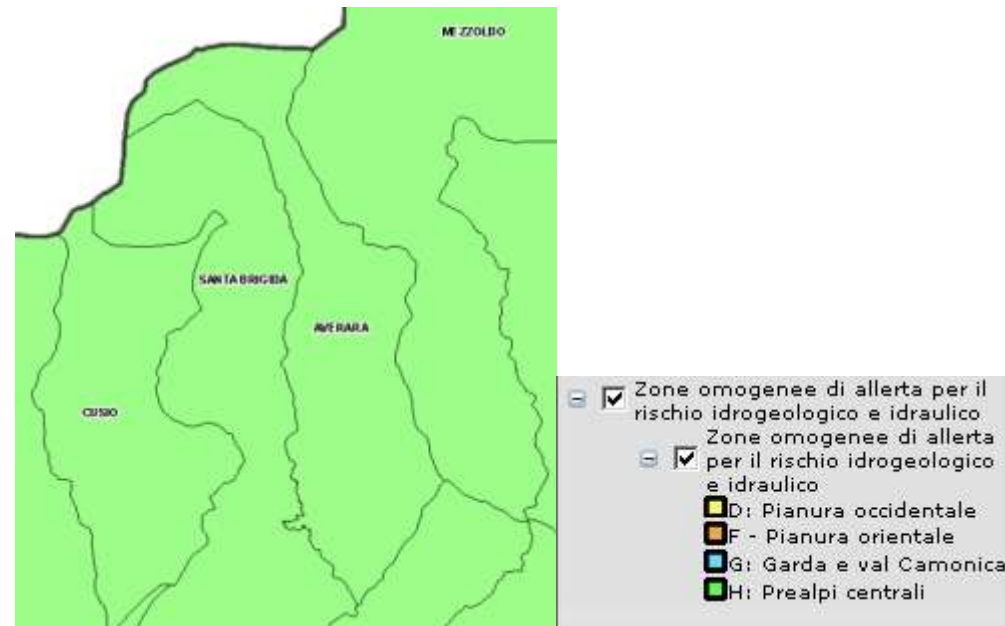 MEZZOLDO
SANTA BRIGIDA
AVERARA
CUSIO
Zone omogenee di allerta per il
rischio idrogeologico e idraulico
Zone omogenee di allerta
per il rischio idrogeologico
e idraulico
D: Pianura occidentale
F - Pianura orientale
G: Garda e val Camonica
H: Prealpi centrali